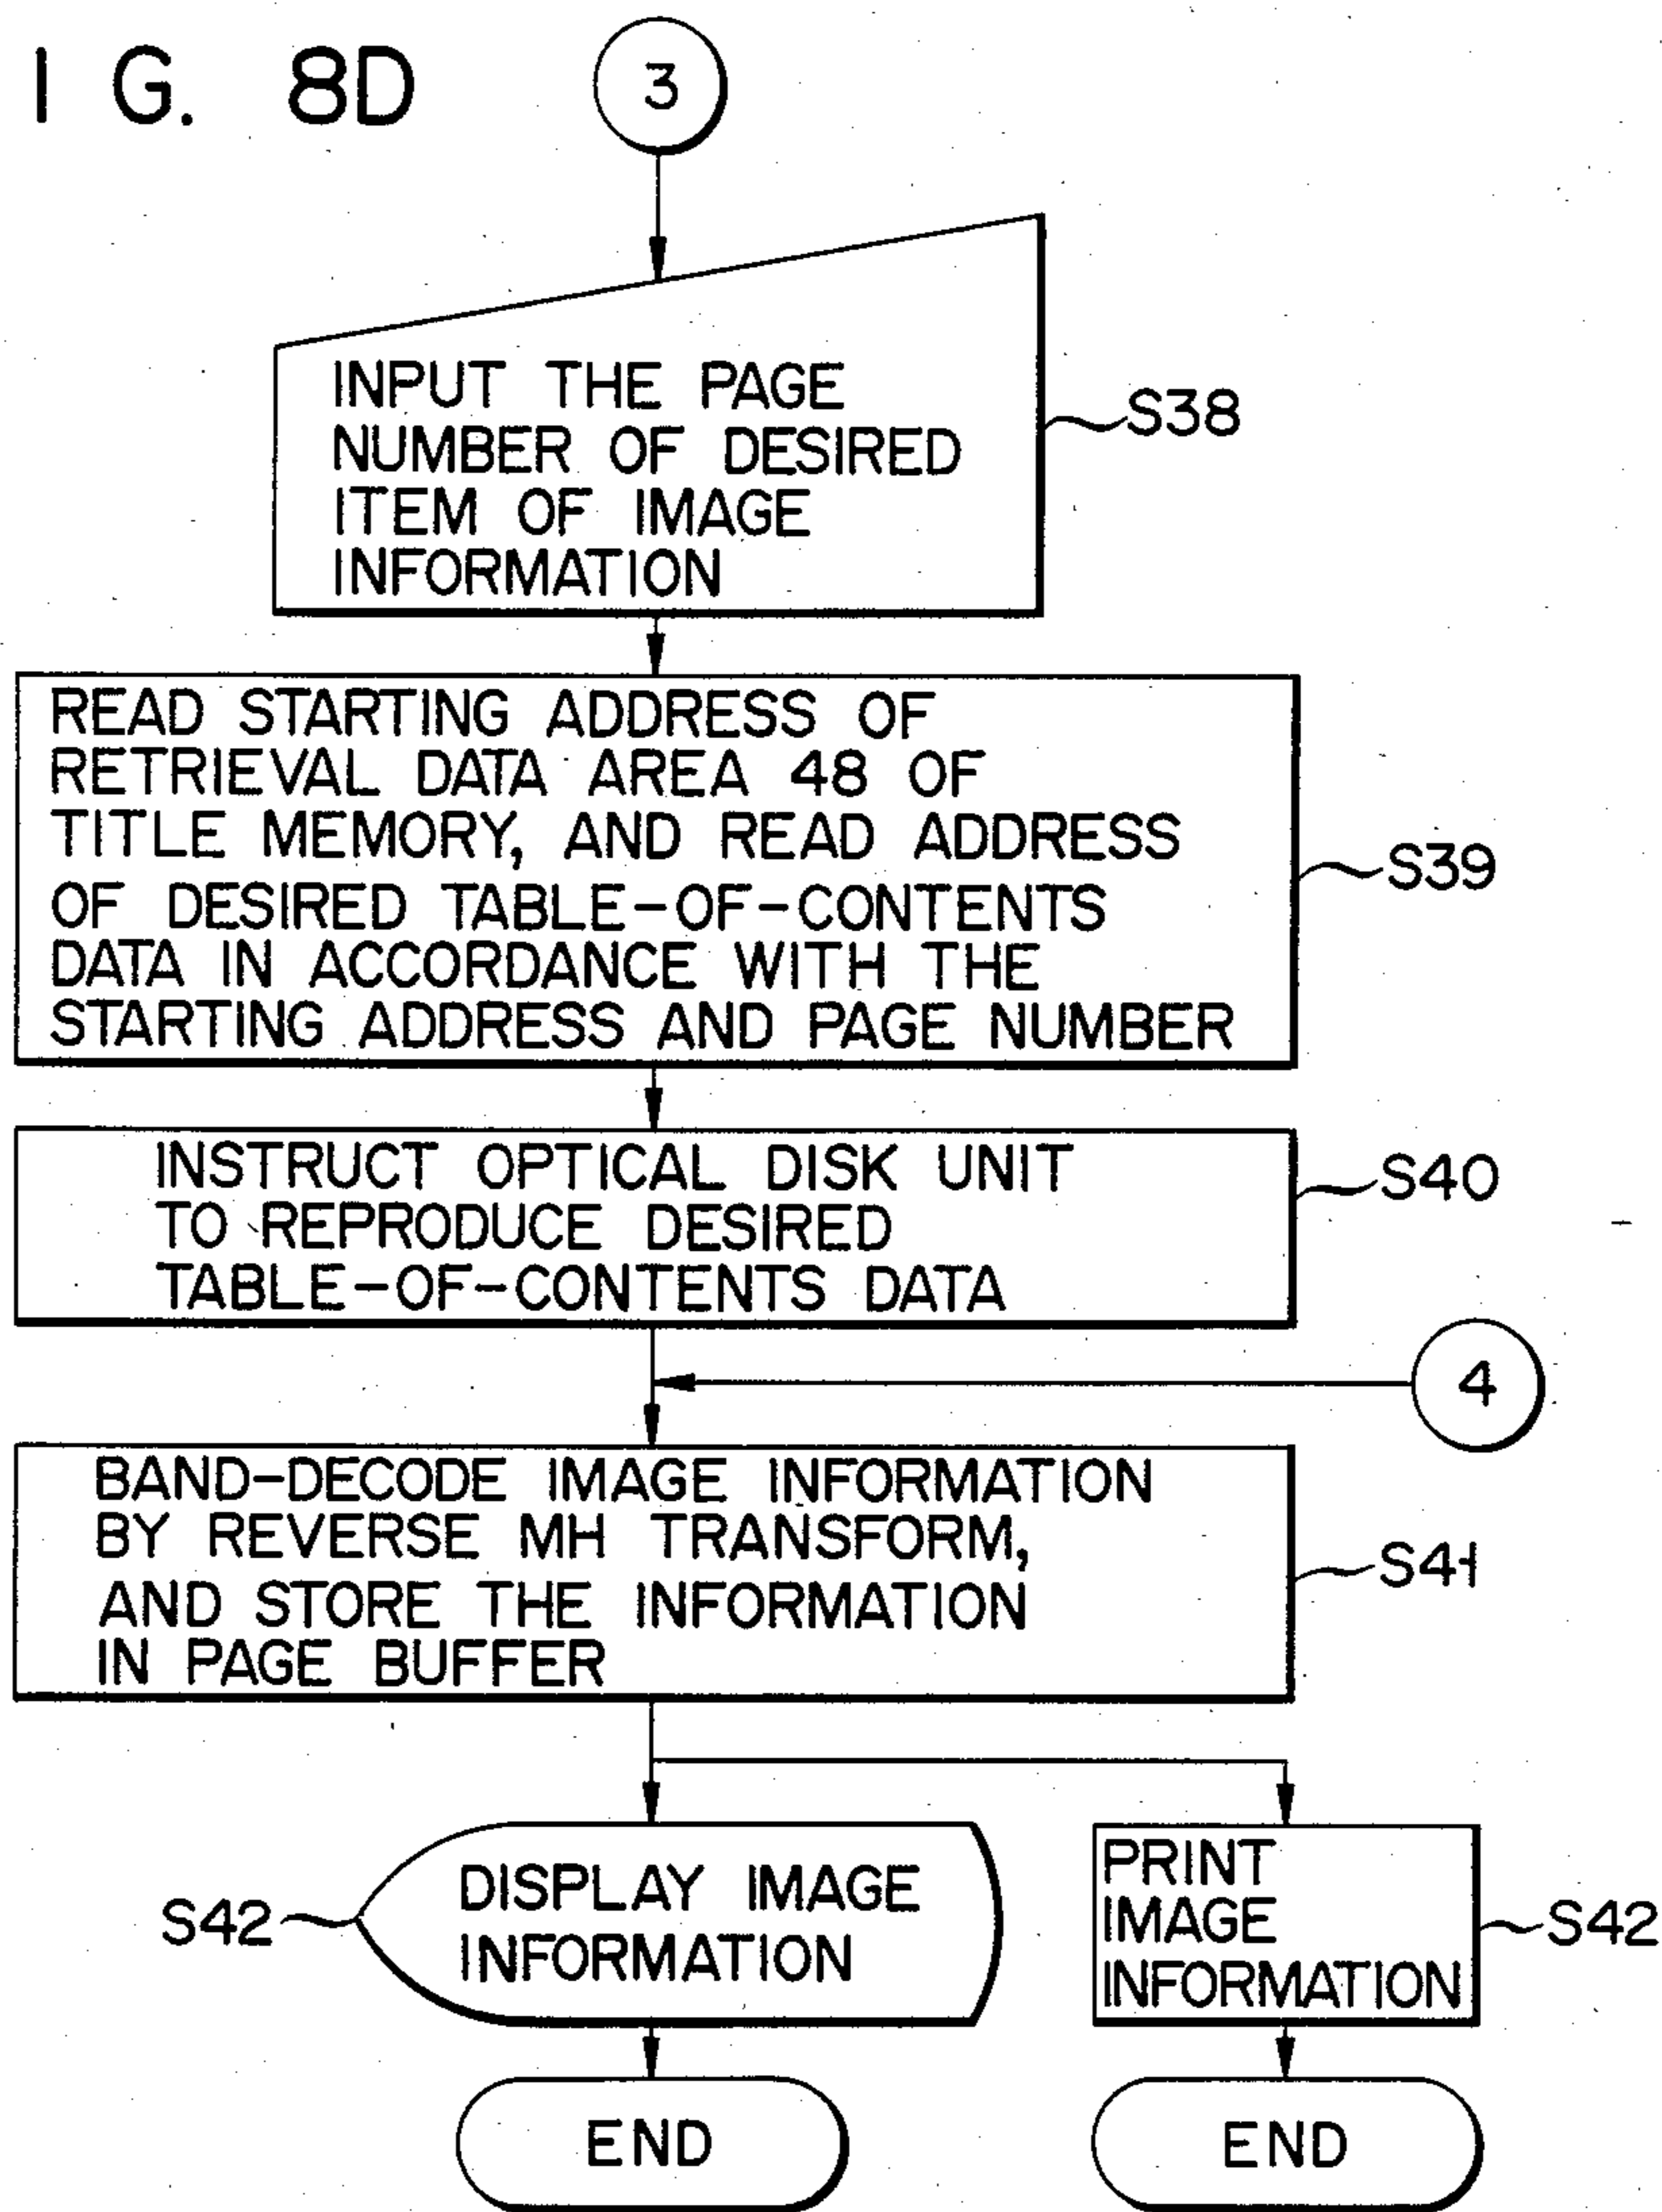 I G. 8D
3
INPUT THE PAGE
NUMBER OF DESIRED
ITEM OF IMAGE
INFORMATION
S38
READ STARTING ADDRESS OF
RETRIEVAL DATA AREA 48 OF
TITLE MEMORY, AND READ ADDRESS
OF DESIRED TABLE-OF-CONTENTS
DATA IN ACCORDANCE WITH THE
STARTING ADDRESS AND PAGE NUMBER
S39
INSTRUCT OPTICAL DISK UNIT
TO REPRODUCE DESIRED
TABLE-OF-CONTENTS DATA
S40
4
BAND-DECODE IMAGE INFORMATION
BY REVERSE MH TRANSFORM,
AND STORE THE INFORMATION
IN PAGE BUFFER
S41
S42
DISPLAY IMAGE
INFORMATION
PRINT
IMAGE
INFORMATION
S42
END
END